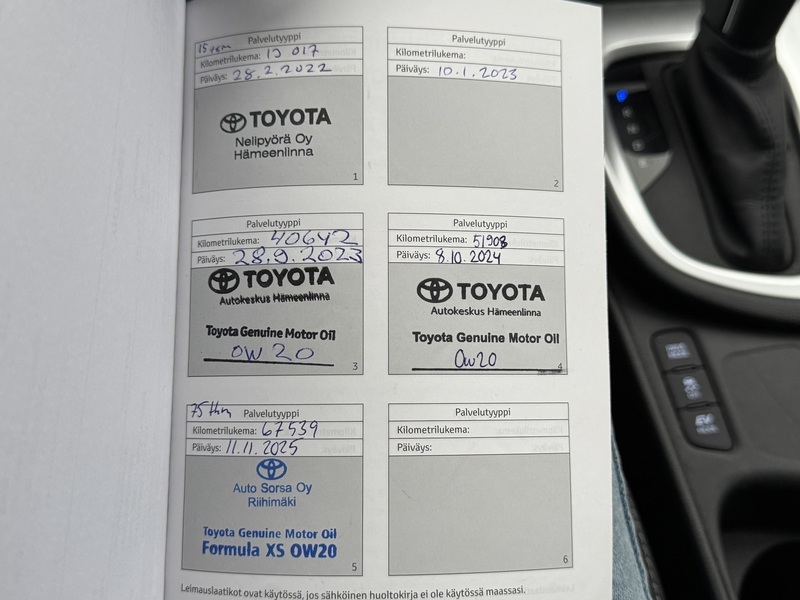 15 tkm Palvelutyyppi
Kilometrilukema: 15 017
Päiväys: 28.2.2022
TOYOTA
Nelipyörä Oy
Hämeenlinna
1
Palvelutyyppi
Kilometrilukema:
Päiväys: 10.1.2023
2
Palvelutyyppi
Kilometrilukema: 40642
Päiväys: 28.9.2023
TOYOTA
Autokeskus Hämeenlinna
Toyota Genuine Motor Oil
0W20
3
Palvelutyyppi
Kilometrilukema: 51908
Päiväys: 8.10.2024
TOYOTA
Autokeskus Hämeenlinna
Toyota Genuine Motor Oil
0w20
4
75 tkm Palvelutyyppi
Kilometrilukema: 67539
Päiväys: 11.11.2025
Auto Sorsa Oy
Riihimäki
Toyota Genuine Motor Oil
Formula XS 0W20
5
Palvelutyyppi
Kilometrilukema:
Päiväys:
6
Leimauslaatikot ovat käytössä, jos sähköinen huoltokirja ei ole käytössä maassasi.